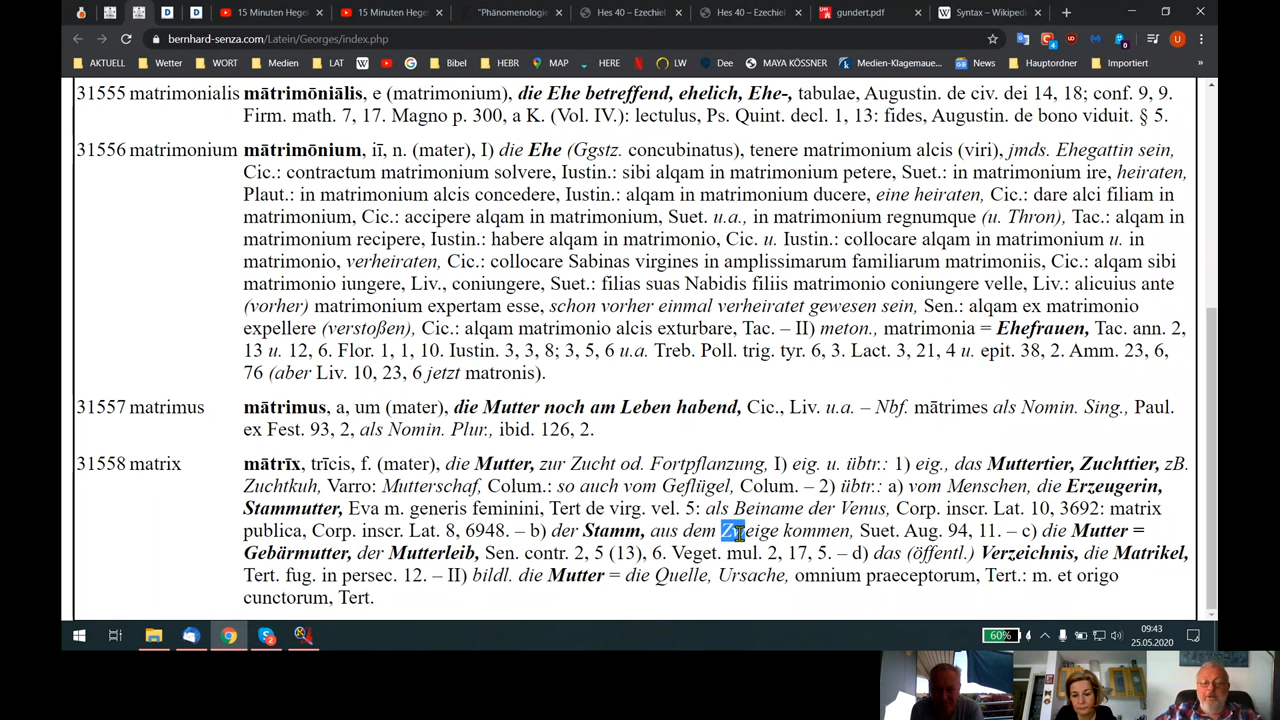 15 Minuten Hegel
15 Minuten Hegel
"Phänomenologie
Hes 40 – Ezechiel
Hes 40 – Ezechiel
gundert.pdf
Syntax – Wikipedi
bernhard-senza.com/Latein/Georges/index.php
AKTUELL Wetter WORT Medien LAT Bibel HEBR MAP HERE LW Dee MAYA KÖSSNER Medien-Klagemaue... News Hauptordner Importiert
31555 matrimonialis mātrimōniālis, e (matrimonium), die Ehe betreffend, ehelich, Ehe-, tabulae, Augustin. de civ. dei 14, 18; conf. 9, 9.
Firm. math. 7, 17. Magno p. 300, a K. (Vol. IV.): lectulus, Ps. Quint. decl. 1, 13: fides, Augustin. de bono viduit. § 5.
31556 matrimonium mātrimōnium, iī, n. (mater), I) die Ehe (Ggstz. concubinatus), tenere matrimonium alcis (viri), jmds. Ehegattin sein,
Cic.: contractum matrimonium solvere, Iustin.: sibi alqam in matrimonium petere, Suet.: in matrimonium ire, heiraten,
Plaut.: in matrimonium alcis concedere, Iustin.: alqam in matrimonium ducere, eine heiraten, Cic.: dare alci filiam in
matrimonium, Cic.: accipere alqam in matrimonium, Suet. u.a., in matrimonium regnumque (u. Thron), Tac.: alqam in
matrimonium recipere, Iustin.: habere alqam in matrimonio, Cic. u. Iustin.: collocare alqam in matrimonium u. in
matrimonio, verheiraten, Cic.: collocare Sabinas virgines in amplissimarum familiarum matrimoniis, Cic.: alqam sibi
matrimonio iungere, Liv., coniungere, Suet.: filias suas Nabidis filiis matrimonio coniungere velle, Liv.: alicuius ante
(vorher) matrimonium expertam esse, schon vorher einmal verheiratet gewesen sein, Sen.: alqam ex matrimonio
expellere (verstoßen), Cic.: alqam matrimonio alcis exturbare, Tac. – II) meton., matrimonia = Ehefrauen, Tac. ann. 2,
13 u. 12, 6. Flor. 1, 1, 10. Iustin. 3, 3, 8; 3, 5, 6 u.a. Treb. Poll. trig. tyr. 6, 3. Lact. 3, 21, 4 u. epit. 38, 2. Amm. 23, 6,
76 (aber Liv. 10, 23, 6 jetzt matronis).
31557 matrimus mātrimus, a, um (mater), die Mutter noch am Leben habend, Cic., Liv. u.a. – Nbf. mātrimes als Nomin. Sing., Paul.
ex Fest. 93, 2, als Nomin. Plur., ibid. 126, 2.
31558 matrix mātrīx, trīcis, f. (mater), die Mutter, zur Zucht od. Fortpflanzung, I) eig. u. übtr.: 1) eig., das Muttertier, Zuchttier, zB.
Zuchtkuh, Varro: Mutterschaf, Colum.: so auch vom Geflügel, Colum. – 2) übtr.: a) vom Menschen, die Erzeugerin,
Stammutter, Eva m. generis feminini, Tert de virg. vel. 5: als Beiname der Venus, Corp. inscr. Lat. 10, 3692: matrix
publica, Corp. inscr. Lat. 8, 6948. – b) der Stamm, aus dem Zweige kommen, Suet. Aug. 94, 11. – c) die Mutter =
Gebärmutter, der Mutterleib, Sen. contr. 2, 5 (13), 6. Veget. mul. 2, 17, 5. – d) das (öffentl.) Verzeichnis, die Matrikel,
Tert. fug. in persec. 12. – II) bildl. die Mutter = die Quelle, Ursache, omnium praeceptorum, Tert.: m. et origo
cunctorum, Tert.
60%
09:43
25.05.2020